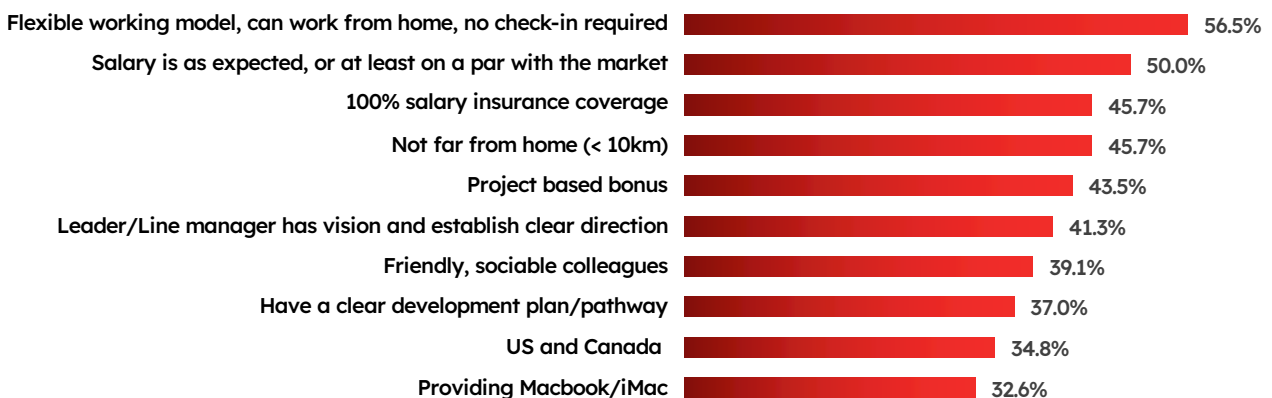 Flexible working model, can work from home, no check-in required 56.5%
Salary is as expected, or at least on a par with the market 50.0%
100% salary insurance coverage 45.7%
Not far from home (< 10km) 45.7%
Project based bonus 43.5%
Leader/Line manager has vision and establish clear direction 41.3%
Friendly, sociable colleagues 39.1%
Have a clear development plan/pathway 37.0%
US and Canada 34.8%
Providing Macbook/iMac 32.6%